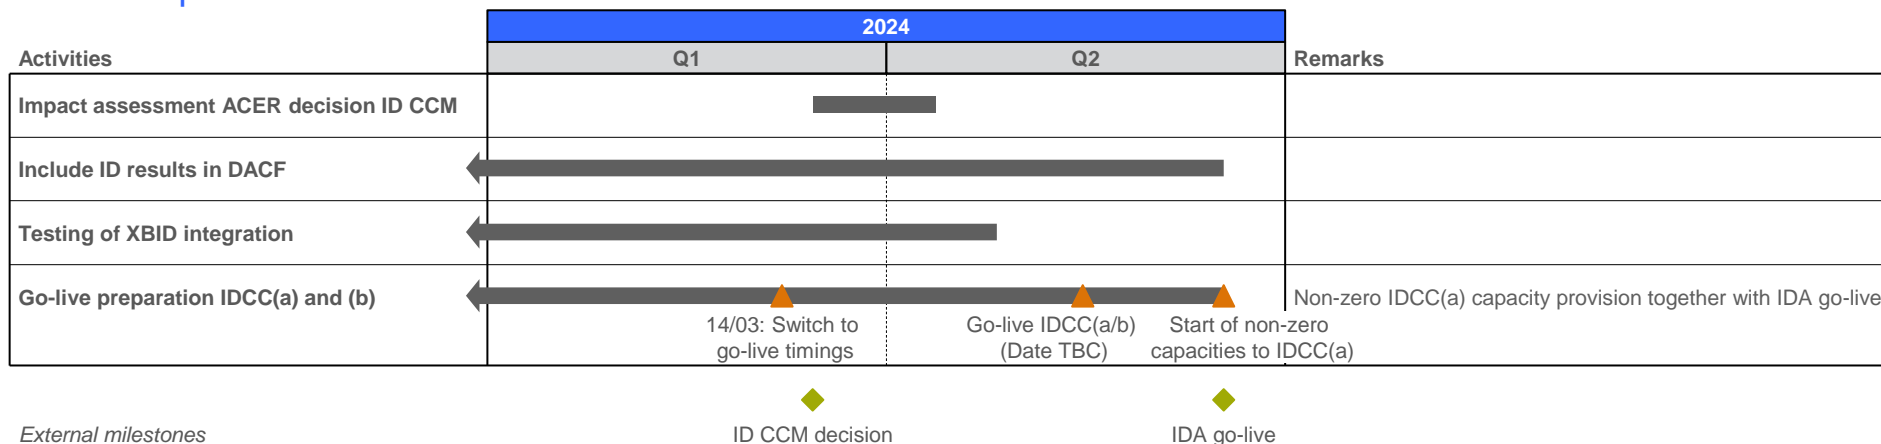 2024
Activities
Q1
Q2
Remarks
Impact assessment ACER decision ID CCM
Include ID results in DACF
Testing of XBID integration
Go-live preparation IDCC(a) and (b)
Non-zero IDCC(a) capacity provision together with IDA go-live
14/03: Switch to
go-live timings
Go-live IDCC(a/b)
(Date TBC)
Start of non-zero
capacities to IDCC(a)
External milestones
ID CCM decision
IDA go-live